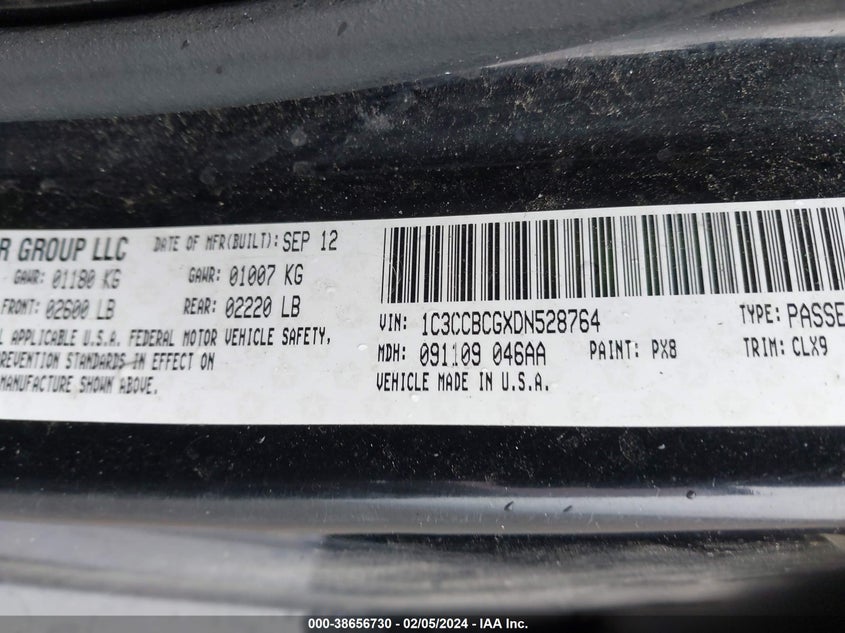 R GROUP LLC DATE OF MFR(BUILT): SEP 12
GAWR: 01180 KG GAWR: 01007 KG
FRONT: 02600 LB REAR: 02220 LB
L APPLICABLE U.S.A. FEDERAL MOTOR VEHICLE SAFETY,
REVENTION STANDARDS IN EFFECT ON
MANUFACTURE SHOWN ABOVE.
VIN: 1C3CCBCGXDN528764 TYPE: PASSE
MDH: 091109 046AA PAINT: PX8 TRIM: CLX9
VEHICLE MADE IN U.S.A.
000-38656730 - 02/05/2024 - IAA Inc.